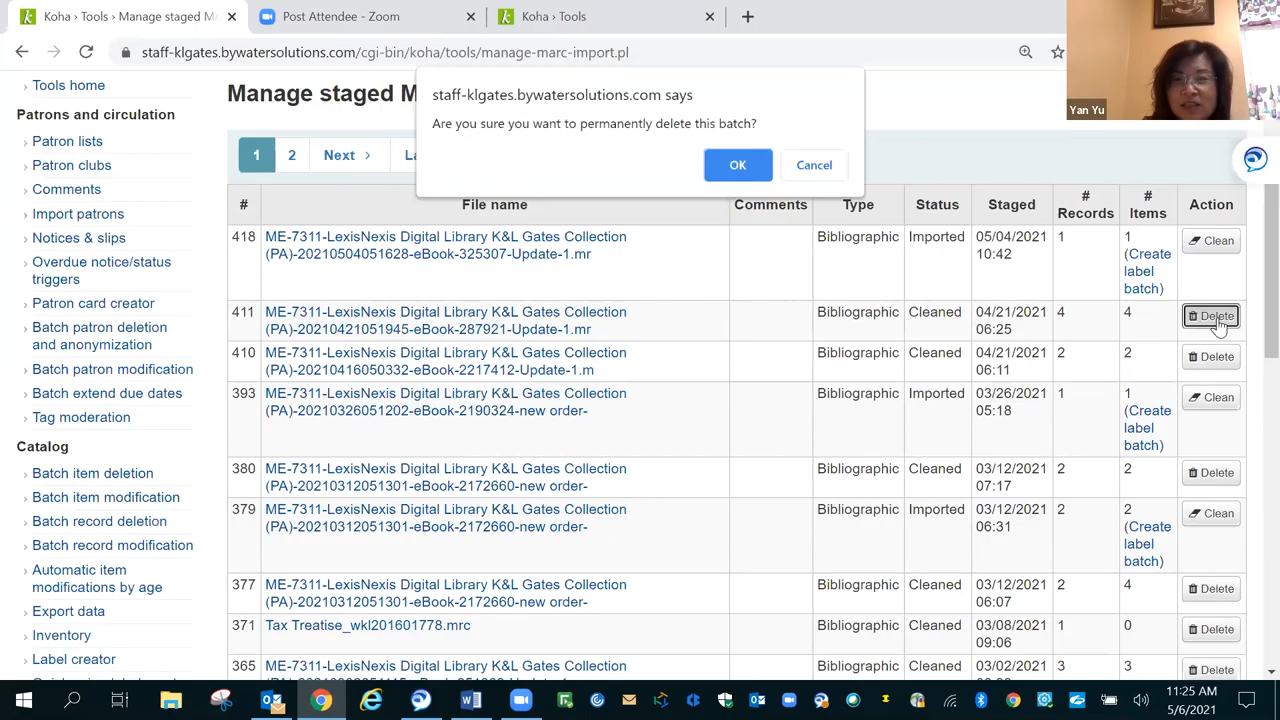 Koha › Tools › Manage staged M
Post Attendee - Zoom
Koha › Tools
staff-klgates.bywatersolutions.com/cgi-bin/koha/tools/manage-marc-import.pl
Yan Yu
staff-klgates.bywatersolutions.com says
Are you sure you want to permanently delete this batch?
OK
Cancel
Tools home
Patrons and circulation
Patron lists
Patron clubs
Comments
Import patrons
Notices & slips
Overdue notice/status
triggers
Patron card creator
Batch patron deletion
and anonymization
Batch patron modification
Batch extend due dates
Tag moderation
Catalog
Batch item deletion
Batch item modification
Batch record deletion
Batch record modification
Automatic item
modifications by age
Export data
Inventory
Label creator
Manage staged M
1 2 Next La
# File name Comments Type Status Staged # Records # Items Action
418 ME-7311-LexisNexis Digital Library K&L Gates Collection Bibliographic Imported 05/04/2021 1 1 Clean
(PA)-20210504051628-eBook-325307-Update-1.mr 10:42 (Create
label
batch)
411 ME-7311-LexisNexis Digital Library K&L Gates Collection Bibliographic Cleaned 04/21/2021 4 4 Delete
(PA)-20210421051945-eBook-287921-Update-1.mr 06:25
410 ME-7311-LexisNexis Digital Library K&L Gates Collection Bibliographic Cleaned 04/21/2021 2 2 Delete
(PA)-20210416050332-eBook-2217412-Update-1.m 06:11
393 ME-7311-LexisNexis Digital Library K&L Gates Collection Bibliographic Imported 03/26/2021 1 1 Clean
(PA)-20210326051202-eBook-2190324-new order- 05:18 (Create
label
batch)
380 ME-7311-LexisNexis Digital Library K&L Gates Collection Bibliographic Cleaned 03/12/2021 2 2 Delete
(PA)-20210312051301-eBook-2172660-new order- 07:17
379 ME-7311-LexisNexis Digital Library K&L Gates Collection Bibliographic Imported 03/12/2021 2 2 Clean
(PA)-20210312051301-eBook-2172660-new order- 06:31 (Create
label
batch)
377 ME-7311-LexisNexis Digital Library K&L Gates Collection Bibliographic Cleaned 03/12/2021 2 4 Delete
(PA)-20210312051301-eBook-2172660-new order- 06:07
371 Tax Treatise_wkl201601778.mrc Bibliographic Cleaned 03/08/2021 1 0 Delete
09:06
365 ME-7311-LexisNexis Digital Library K&L Gates Collection Bibliographic Cleaned 03/02/2021 3 3 Delete
11:25 AM
5/6/2021